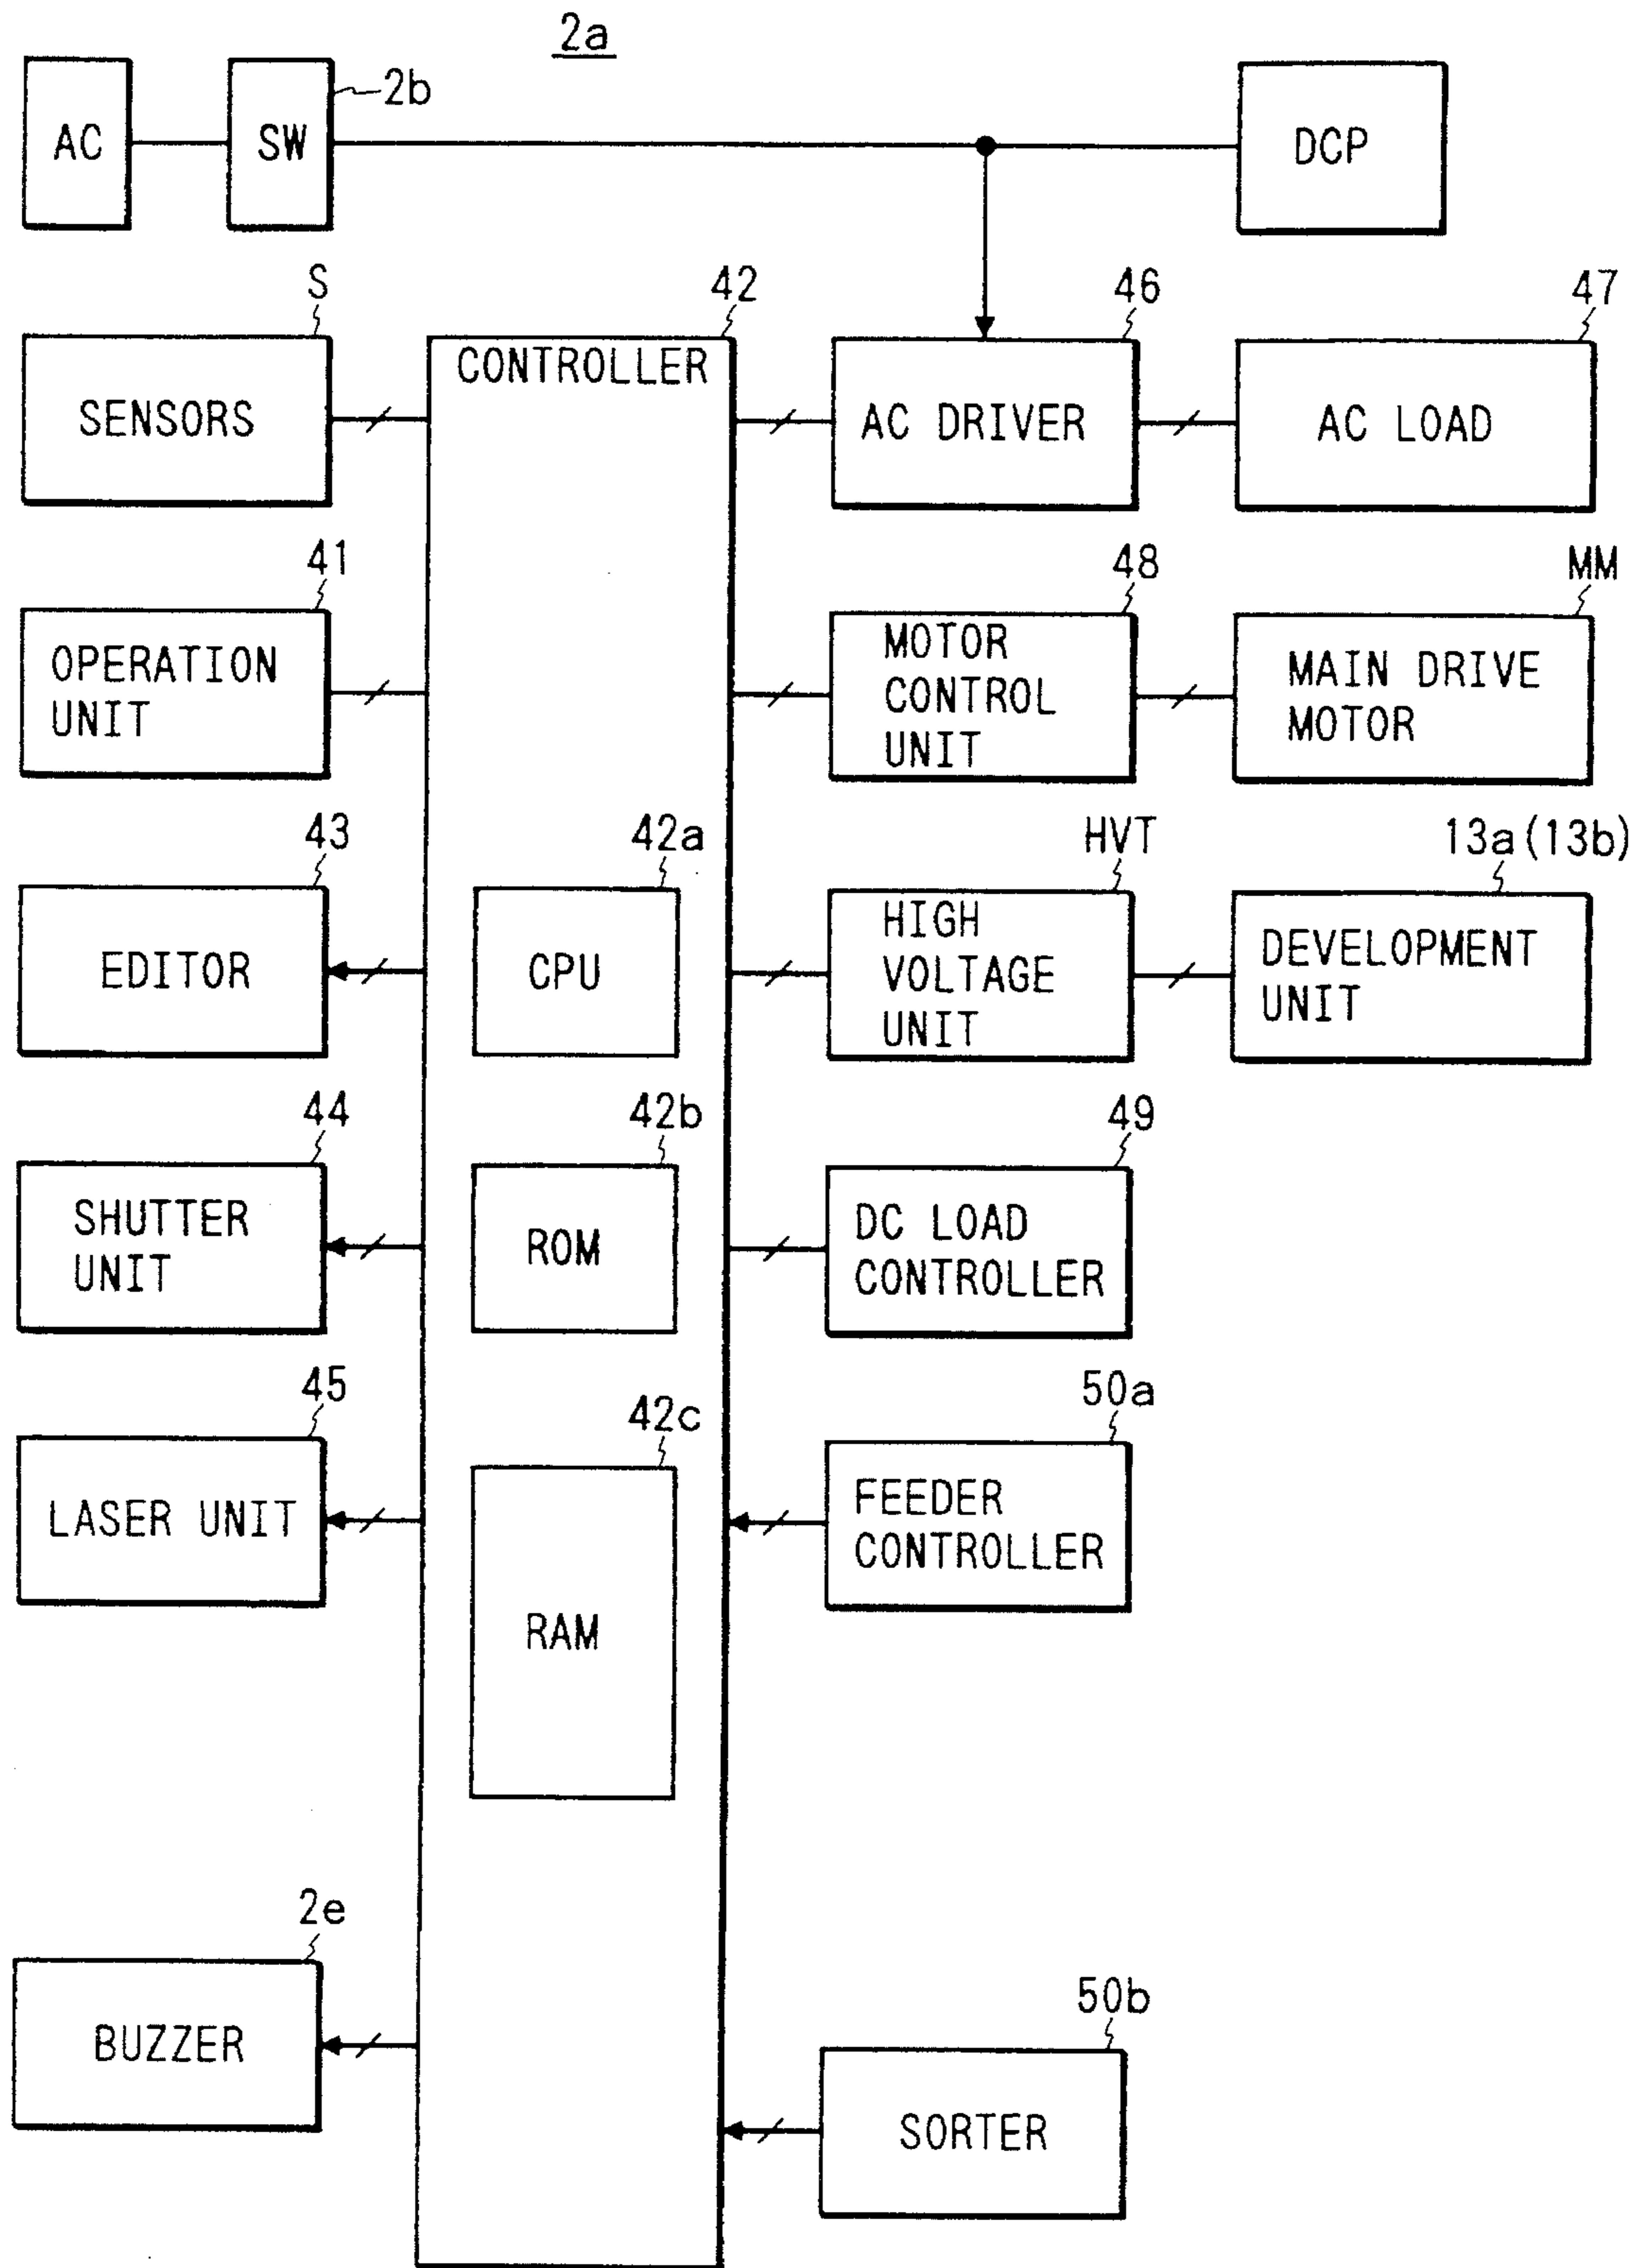 2a
AC
SW
2b
DCP
S
SENSORS
42
CONTROLLER
46
AC DRIVER
47
AC LOAD
41
OPERATION
UNIT
48
MOTOR
CONTROL
UNIT
MM
MAIN DRIVE
MOTOR
43
EDITOR
42a
CPU
HVT
HIGH
VOLTAGE
UNIT
13a(13b)
DEVELOPMENT
UNIT
44
SHUTTER
UNIT
42b
ROM
49
DC LOAD
CONTROLLER
45
LASER UNIT
42c
RAM
50a
FEEDER
CONTROLLER
2e
BUZZER
50b
SORTER